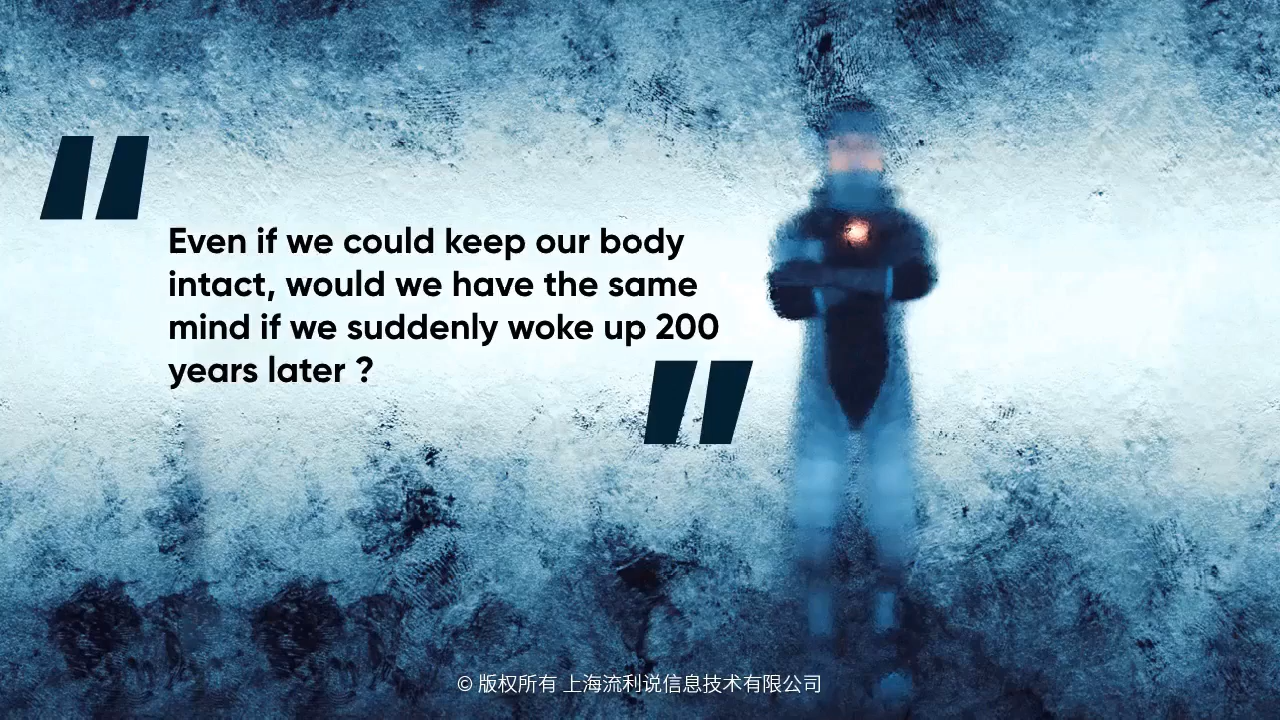 "
Even if we could keep our body
intact, would we have the same
mind if we suddenly woke up 200
years later ?
"
© 版权所有 上海流利说信息技术有限公司